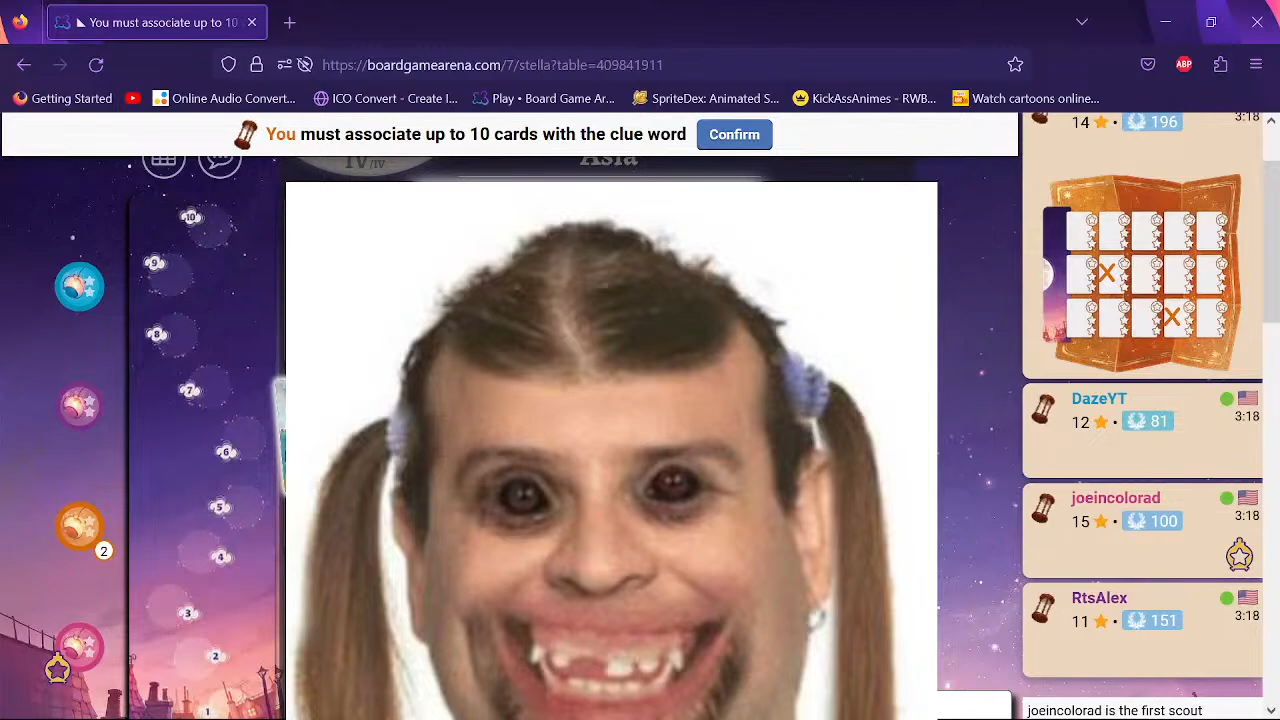 ◣ You must associate up to 10
https://boardgamearena.com/7/stella?table=409841911
ABP
Getting Started
Online Audio Convert...
ICO Convert - Create I...
Play • Board Game Ar...
SpriteDex: Animated S...
KickAssAnimes - RWB...
Watch cartoons online...
You must associate up to 10 cards with the clue word
Confirm
IV/IV
Asia
10
9
8
7
6
5
4
3
2
1
2
14 • 196
3:18
DazeYT
12 • 81
3:18
joeincolorad
15 • 100
3:18
RtsAlex
11 • 151
3:18
joeincolorad is the first scout